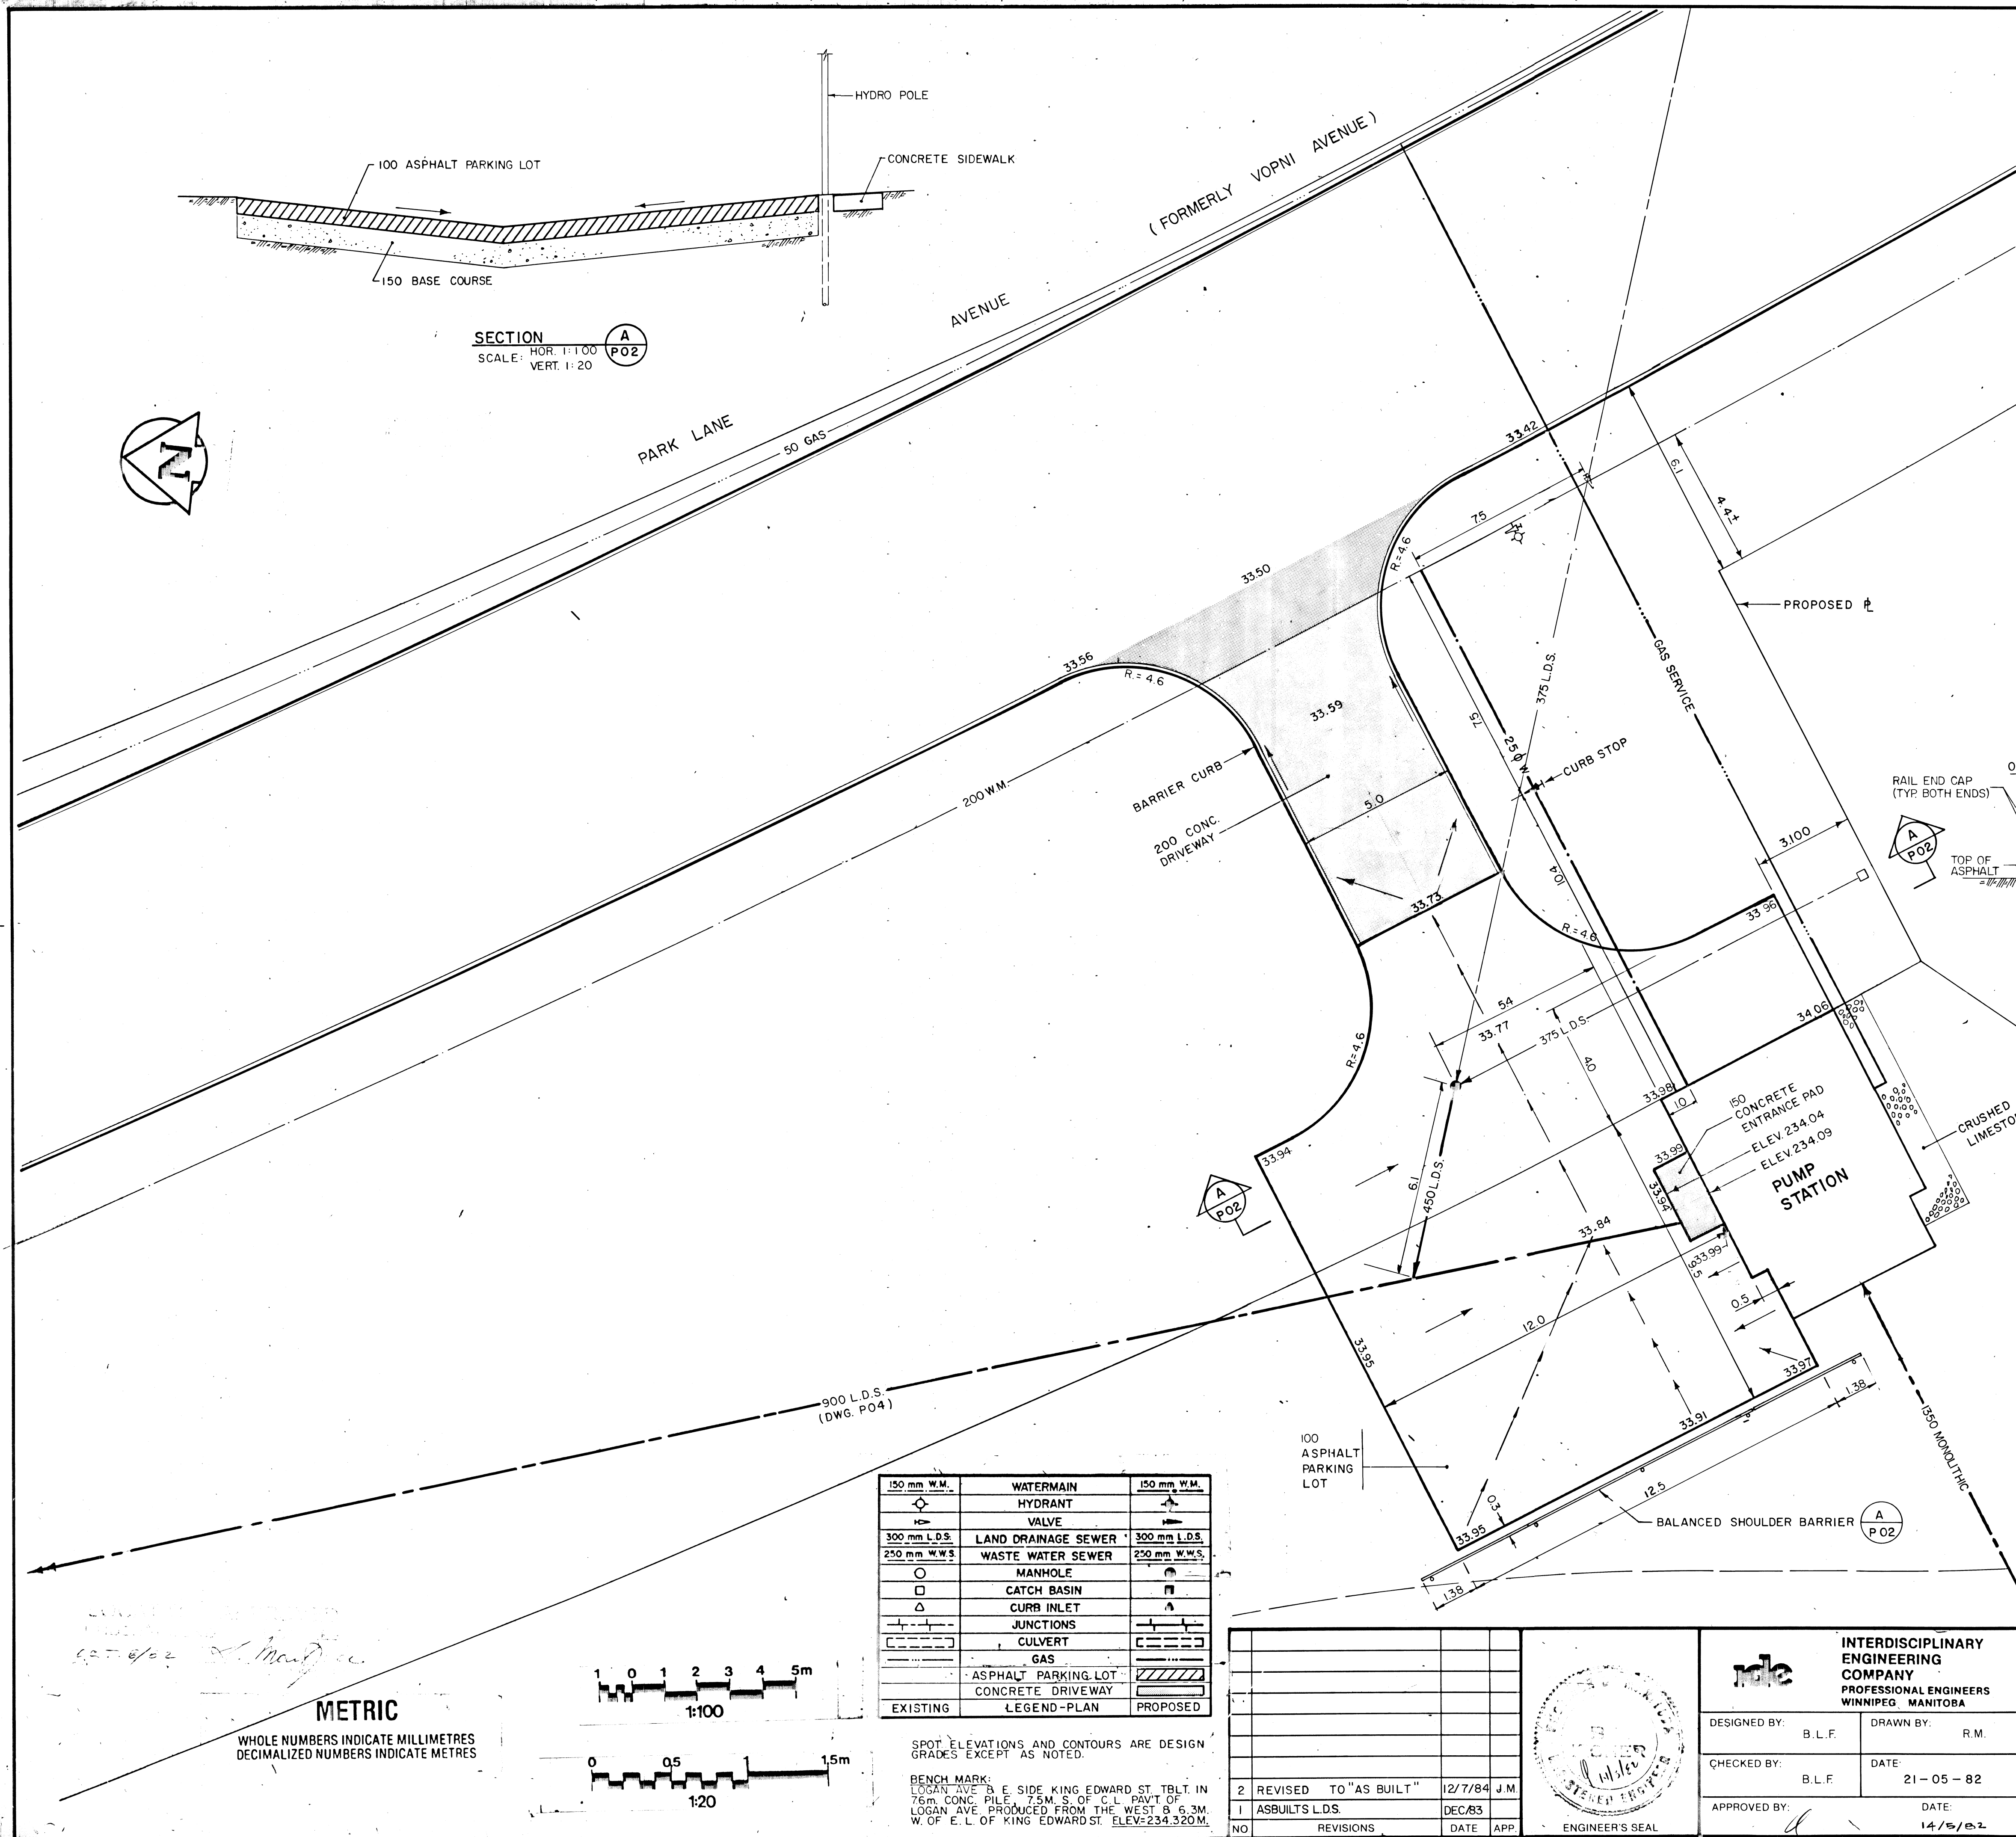 HYDRO POLE
100 ASPHALT PARKING LOT
CONCRETE SIDEWALK
150 BASE COURSE
SECTION
SCALE: HOR. 1:100
VERT. 1:20
A
P02
N
(FORMERLY VOPNI AVENUE)
PARK LANE AVENUE
50 GAS
200 W.M.
33.42
33.50
33.56
33.59
R.= 4.6
R.= 4.6
7.5
6.1
4.4±
PROPOSED ℄
GAS SERVICE
375 L.D.S.
7.5
250 W
CURB STOP
BARRIER CURB
5.0
200 CONC.
DRIVEWAY
10.4
3.100
RAIL END CAP
(TYP. BOTH ENDS)
A
P02
TOP OF
ASPHALT
33.73
33.96
R.=4.6
5.4
33.77
375 L.D.S.
34.06
R.=4.6
4.0
33.98
1.0
150
CONCRETE
ENTRANCE PAD
ELEV. 234.04
ELEV. 234.09
PUMP
STATION
CRUSHED
33.94
A
P02
6.1
450 L.D.S.
33.99
33.94
33.84
33.99
9.5
0.5
12.0
33.95
33.97
1.38
33.91
1350 MONOLITHIC
900 L.D.S.
(DWG. P04)
100
ASPHALT
PARKING
LOT
12.5
0.3
33.95
BALANCED SHOULDER BARRIER
A
P02
1.38
150 mm W.M. WATERMAIN 150 mm W.M.
HYDRANT
VALVE
300 mm L.D.S. LAND DRAINAGE SEWER 300 mm L.D.S.
250 mm W.W.S. WASTE WATER SEWER 250 mm W.W.S.
MANHOLE
CATCH BASIN
CURB INLET
JUNCTIONS
CULVERT
GAS
ASPHALT PARKING LOT
CONCRETE DRIVEWAY
EXISTING LEGEND-PLAN PROPOSED
METRIC
WHOLE NUMBERS INDICATE MILLIMETRES
DECIMALIZED NUMBERS INDICATE METRES
1 0 1 2 3 4 5m
1:100
0 0.5 1 1.5m
1:20
SPOT ELEVATIONS AND CONTOURS ARE DESIGN
GRADES EXCEPT AS NOTED.
BENCH MARK:
LOGAN AVE & E. SIDE KING EDWARD ST. TBLT. IN
7.6m. CONC. PILE, 7.5M. S. OF C.L. PAV'T. OF
LOGAN AVE. PRODUCED FROM THE WEST & 6.3M.
W. OF E. L. OF KING EDWARD ST. ELEV=234.320M.
2 REVISED TO "AS BUILT" 12/7/84 J.M.
1 ASBUILTS L.D.S. DEC/83
NO REVISIONS DATE APP.
REGISTERED ENGINEER
ENGINEER'S SEAL
ide
INTERDISCIPLINARY
ENGINEERING
COMPANY
PROFESSIONAL ENGINEERS
WINNIPEG MANITOBA
DESIGNED BY: B.L.F.
DRAWN BY: R.M.
CHECKED BY: B.L.F.
DATE: 21-05-82
APPROVED BY:
DATE: 14/5/82